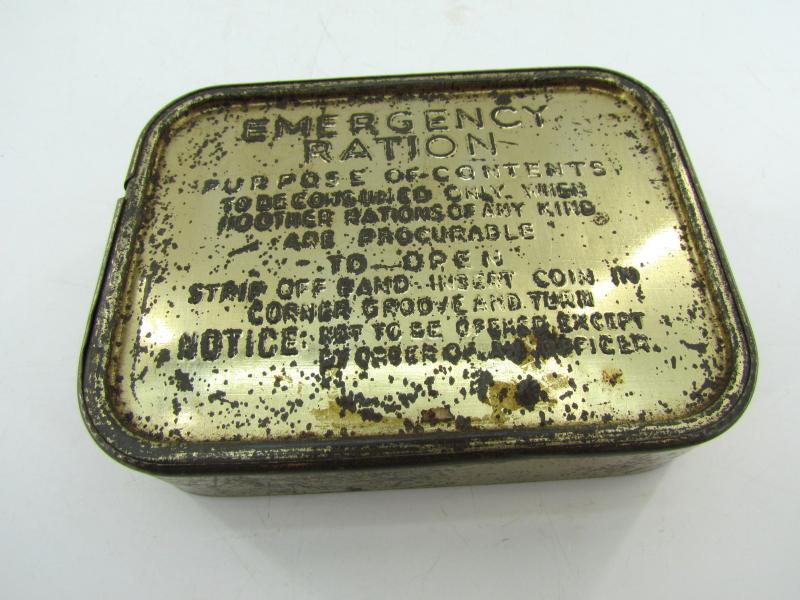 EMERGENCY
RATION
PURPOSE OF CONTENTS
TO BE CONSUMED ONLY WHEN
NO OTHER RATIONS OF ANY KIND
ARE PROCURABLE
TO OPEN
STRIP OFF BAND-INSERT COIN IN
CORNER GROOVE AND TURN
NOTICE: NOT TO BE OPENED EXCEPT
BY ORDER OF AN OFFICER.